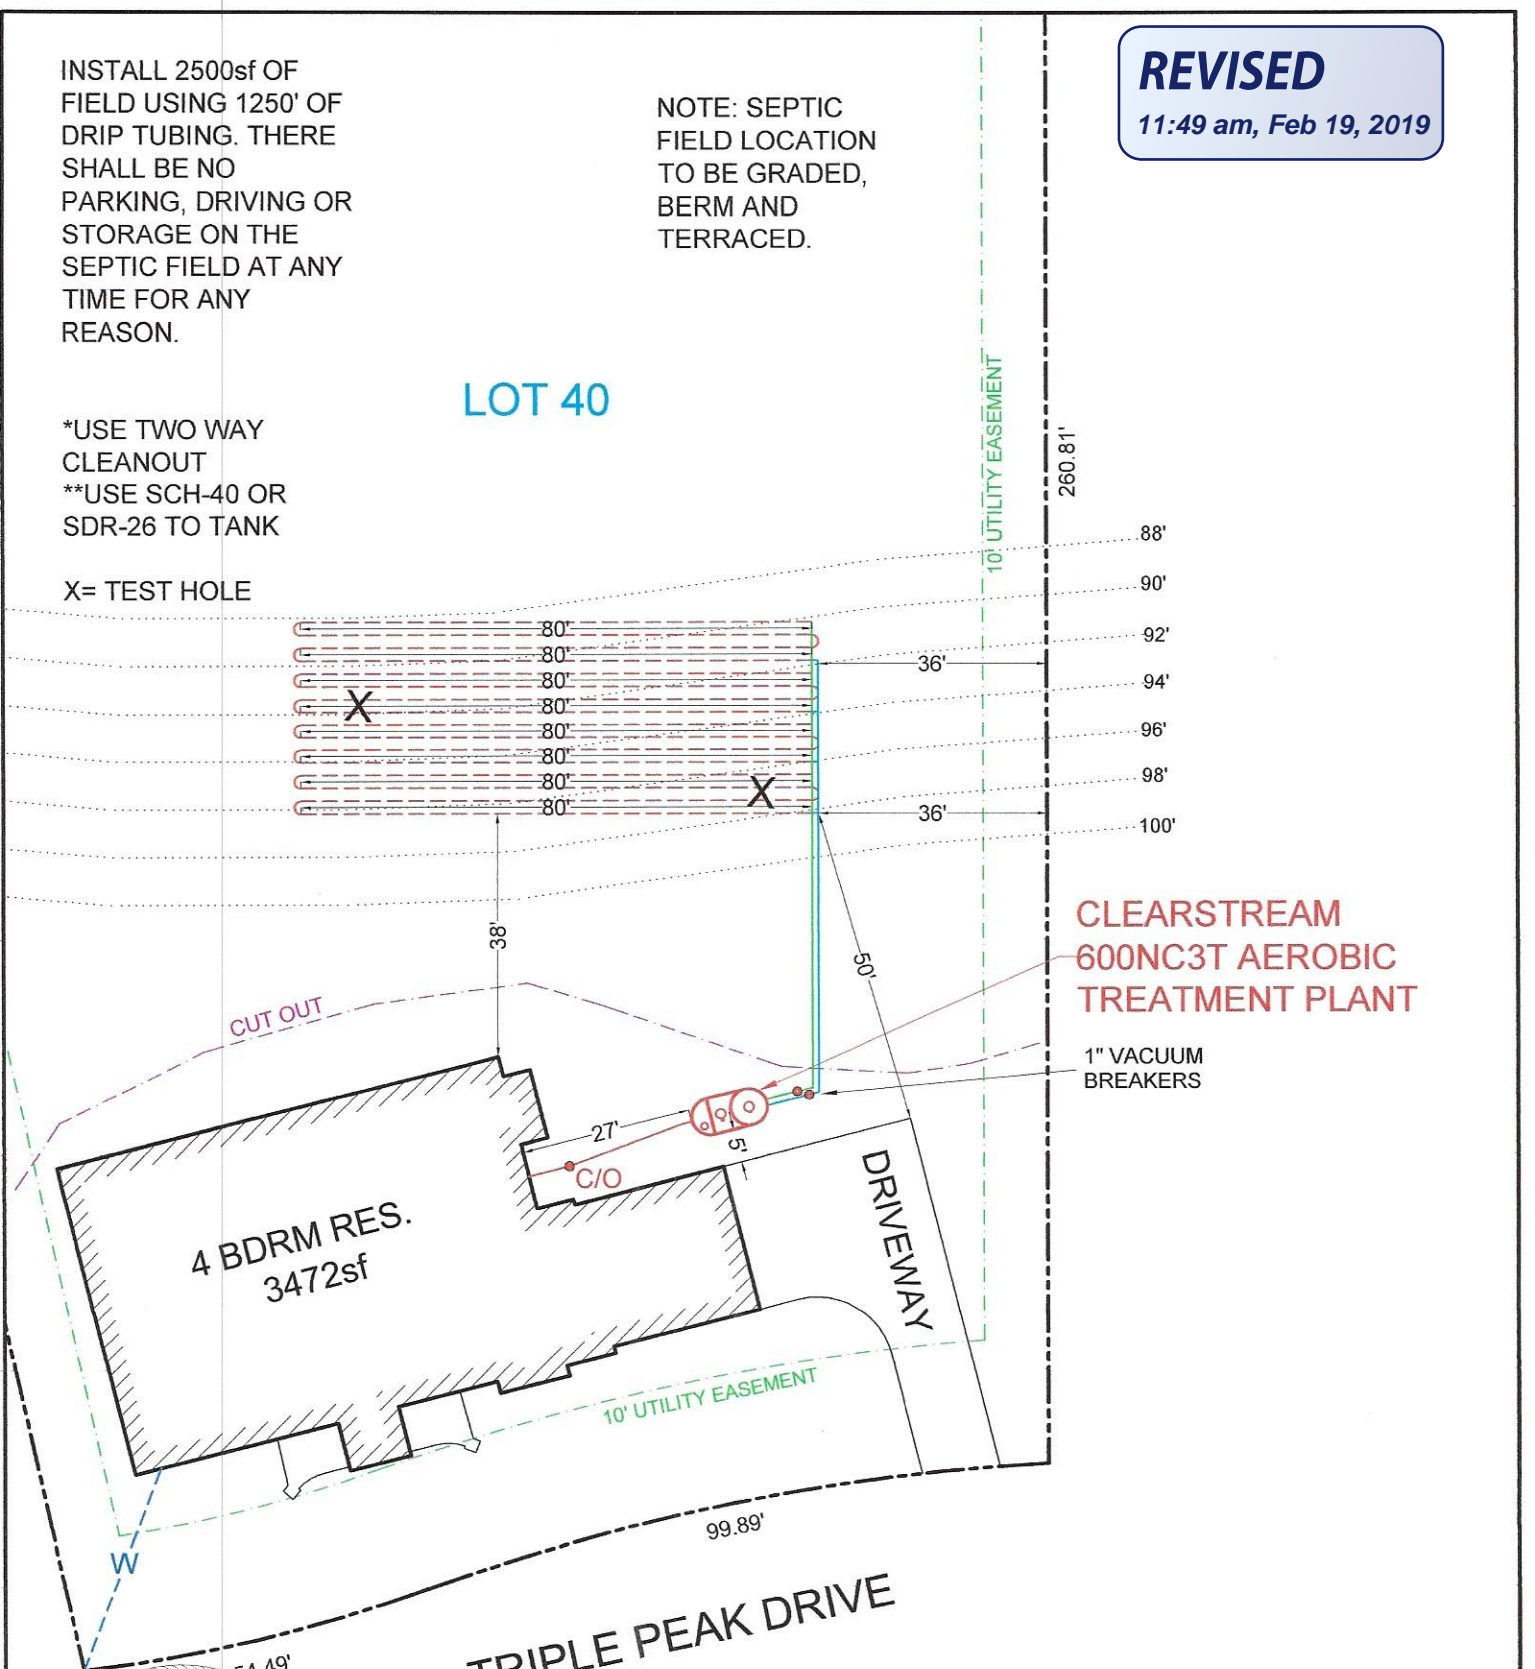 INSTALL 2500sf OF
FIELD USING 1250' OF
DRIP TUBING. THERE
SHALL BE NO
PARKING, DRIVING OR
STORAGE ON THE
SEPTIC FIELD AT ANY
TIME FOR ANY
REASON.
NOTE: SEPTIC
FIELD LOCATION
TO BE GRADED,
BERM AND
TERRACED.
REVISED
11:49 am, Feb 19, 2019
LOT 40
*USE TWO WAY
CLEANOUT
**USE SCH-40 OR
SDR-26 TO TANK
X= TEST HOLE
10' UTILITY EASEMENT
260.81'
88'
90'
92'
94'
96'
98'
100'
80'
80'
80'
80'
80'
80'
80'
80'
X
X
36'
36'
38'
50'
CLEARSTREAM
600NC3T AEROBIC
TREATMENT PLANT
1" VACUUM
BREAKERS
CUT OUT
27'
5'
C/O
4 BDRM RES.
3472sf
DRIVEWAY
10' UTILITY EASEMENT
W
99.89'
TRIPLE PEAK DRIVE